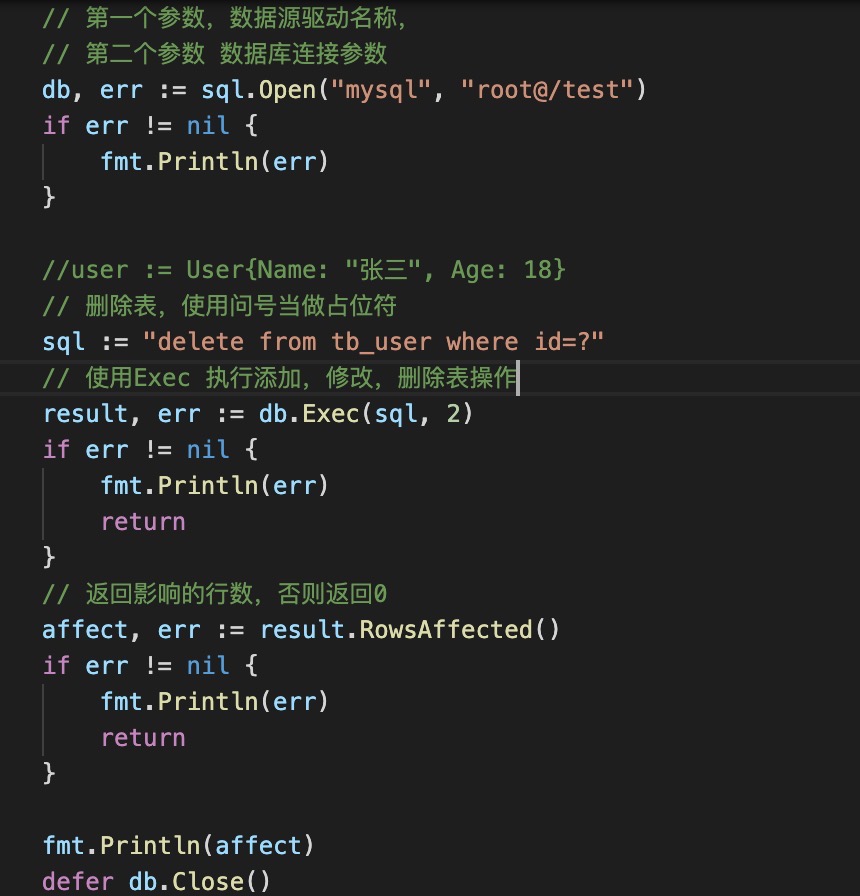 // 第一个参数，数据源驱动名称，
// 第二个参数 数据库连接参数
db, err := sql.Open("mysql", "root@/test")
if err != nil {
    fmt.Println(err)
}

//user := User{Name: "张三", Age: 18}
// 删除表，使用问号当做占位符
sql := "delete from tb_user where id=?"
// 使用Exec 执行添加，修改，删除表操作
result, err := db.Exec(sql, 2)
if err != nil {
    fmt.Println(err)
    return
}
// 返回影响的行数，否则返回0
affect, err := result.RowsAffected()
if err != nil {
    fmt.Println(err)
    return
}

fmt.Println(affect)
defer db.Close()